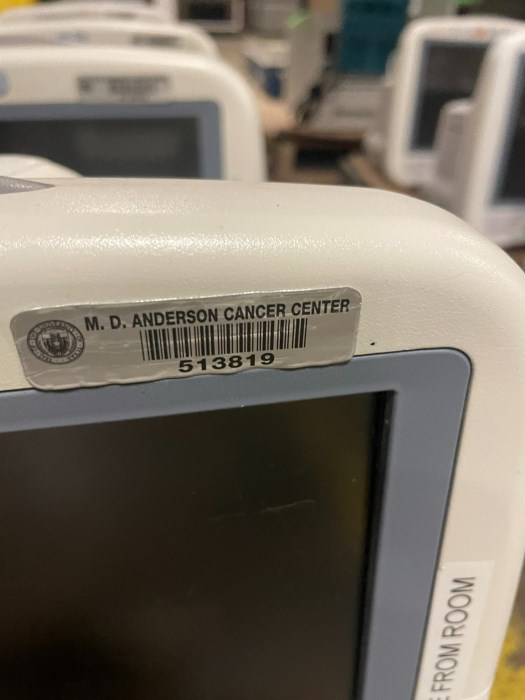 M. D. ANDERSON CANCER CENTER
513819
FROM ROOM